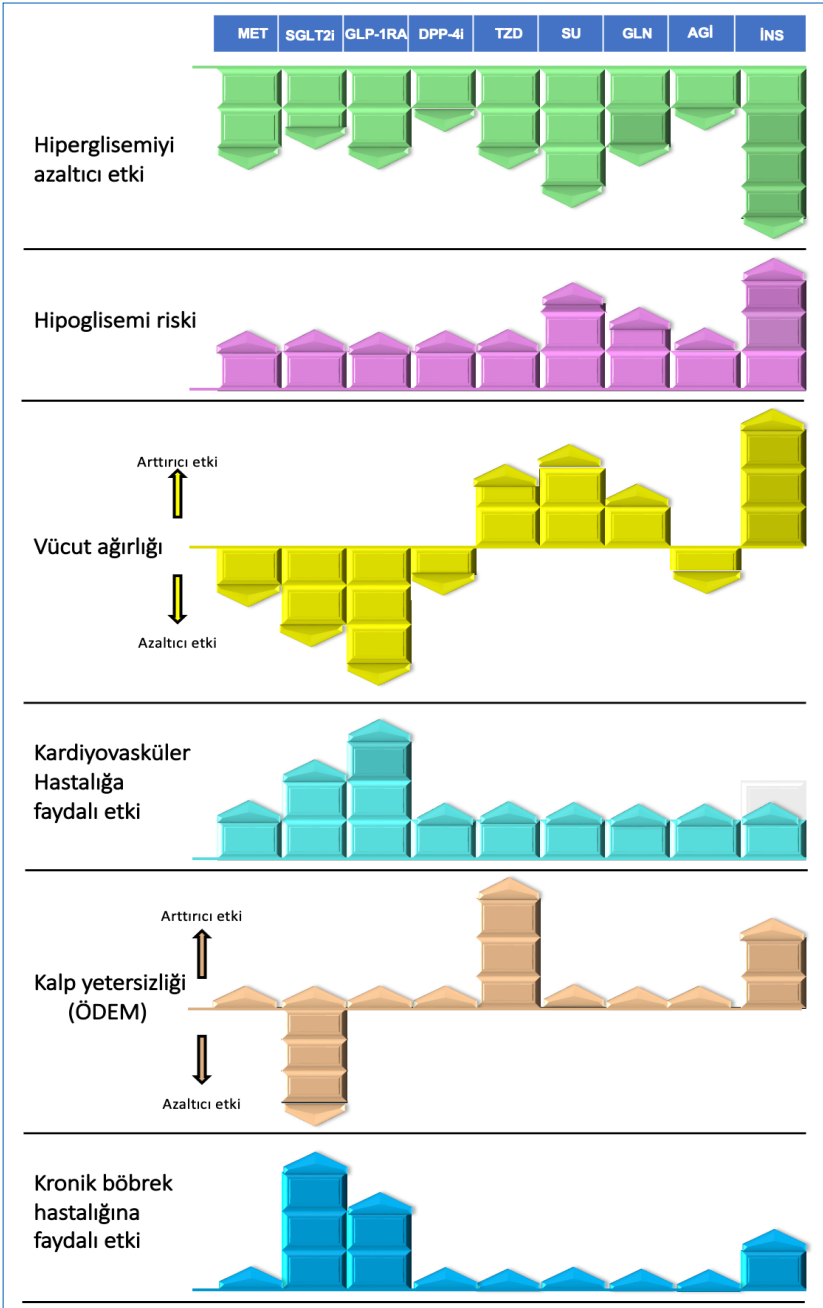 MET SGLT2i GLP-1RA DPP-4i TZD SU GLN AGİ İNS
Hiperglisemiyi
azaltıcı etki
Hipoglisemi riski
Arttırıcı etki
Vücut ağırlığı
Azaltıcı etki
Kardiyovasküler
Hastalığa
faydalı etki
Arttırıcı etki
Kalp yetersizliği
(ÖDEM)
Azaltıcı etki
Kronik böbrek
hastalığına
faydalı etki